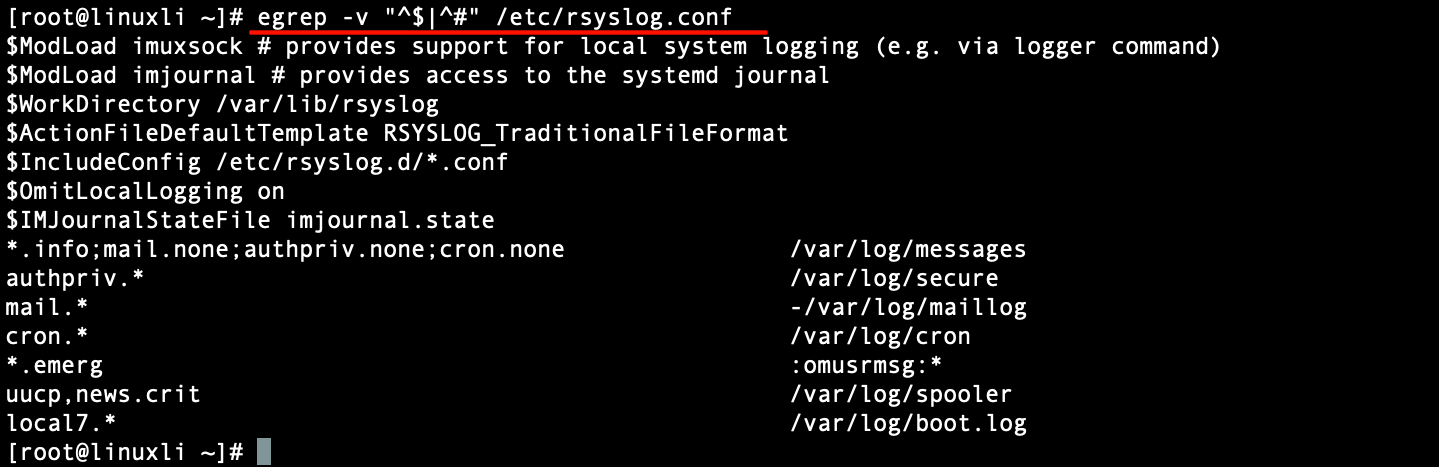 [root@linuxli ~]# egrep -v "^$|^#" /etc/rsyslog.conf
$ModLoad imuxsock # provides support for local system logging (e.g. via logger command)
$ModLoad imjournal # provides access to the systemd journal
$WorkDirectory /var/lib/rsyslog
$ActionFileDefaultTemplate RSYSLOG_TraditionalFileFormat
$IncludeConfig /etc/rsyslog.d/*.conf
$OmitLocalLogging on
$IMJournalStateFile imjournal.state
*.info;mail.none;authpriv.none;cron.none                /var/log/messages
authpriv.*                                              /var/log/secure
mail.*                                                  -/var/log/maillog
cron.*                                                  /var/log/cron
*.emerg                                                 :omusrmsg:*
uucp,news.crit                                          /var/log/spooler
local7.*                                                /var/log/boot.log
[root@linuxli ~]#